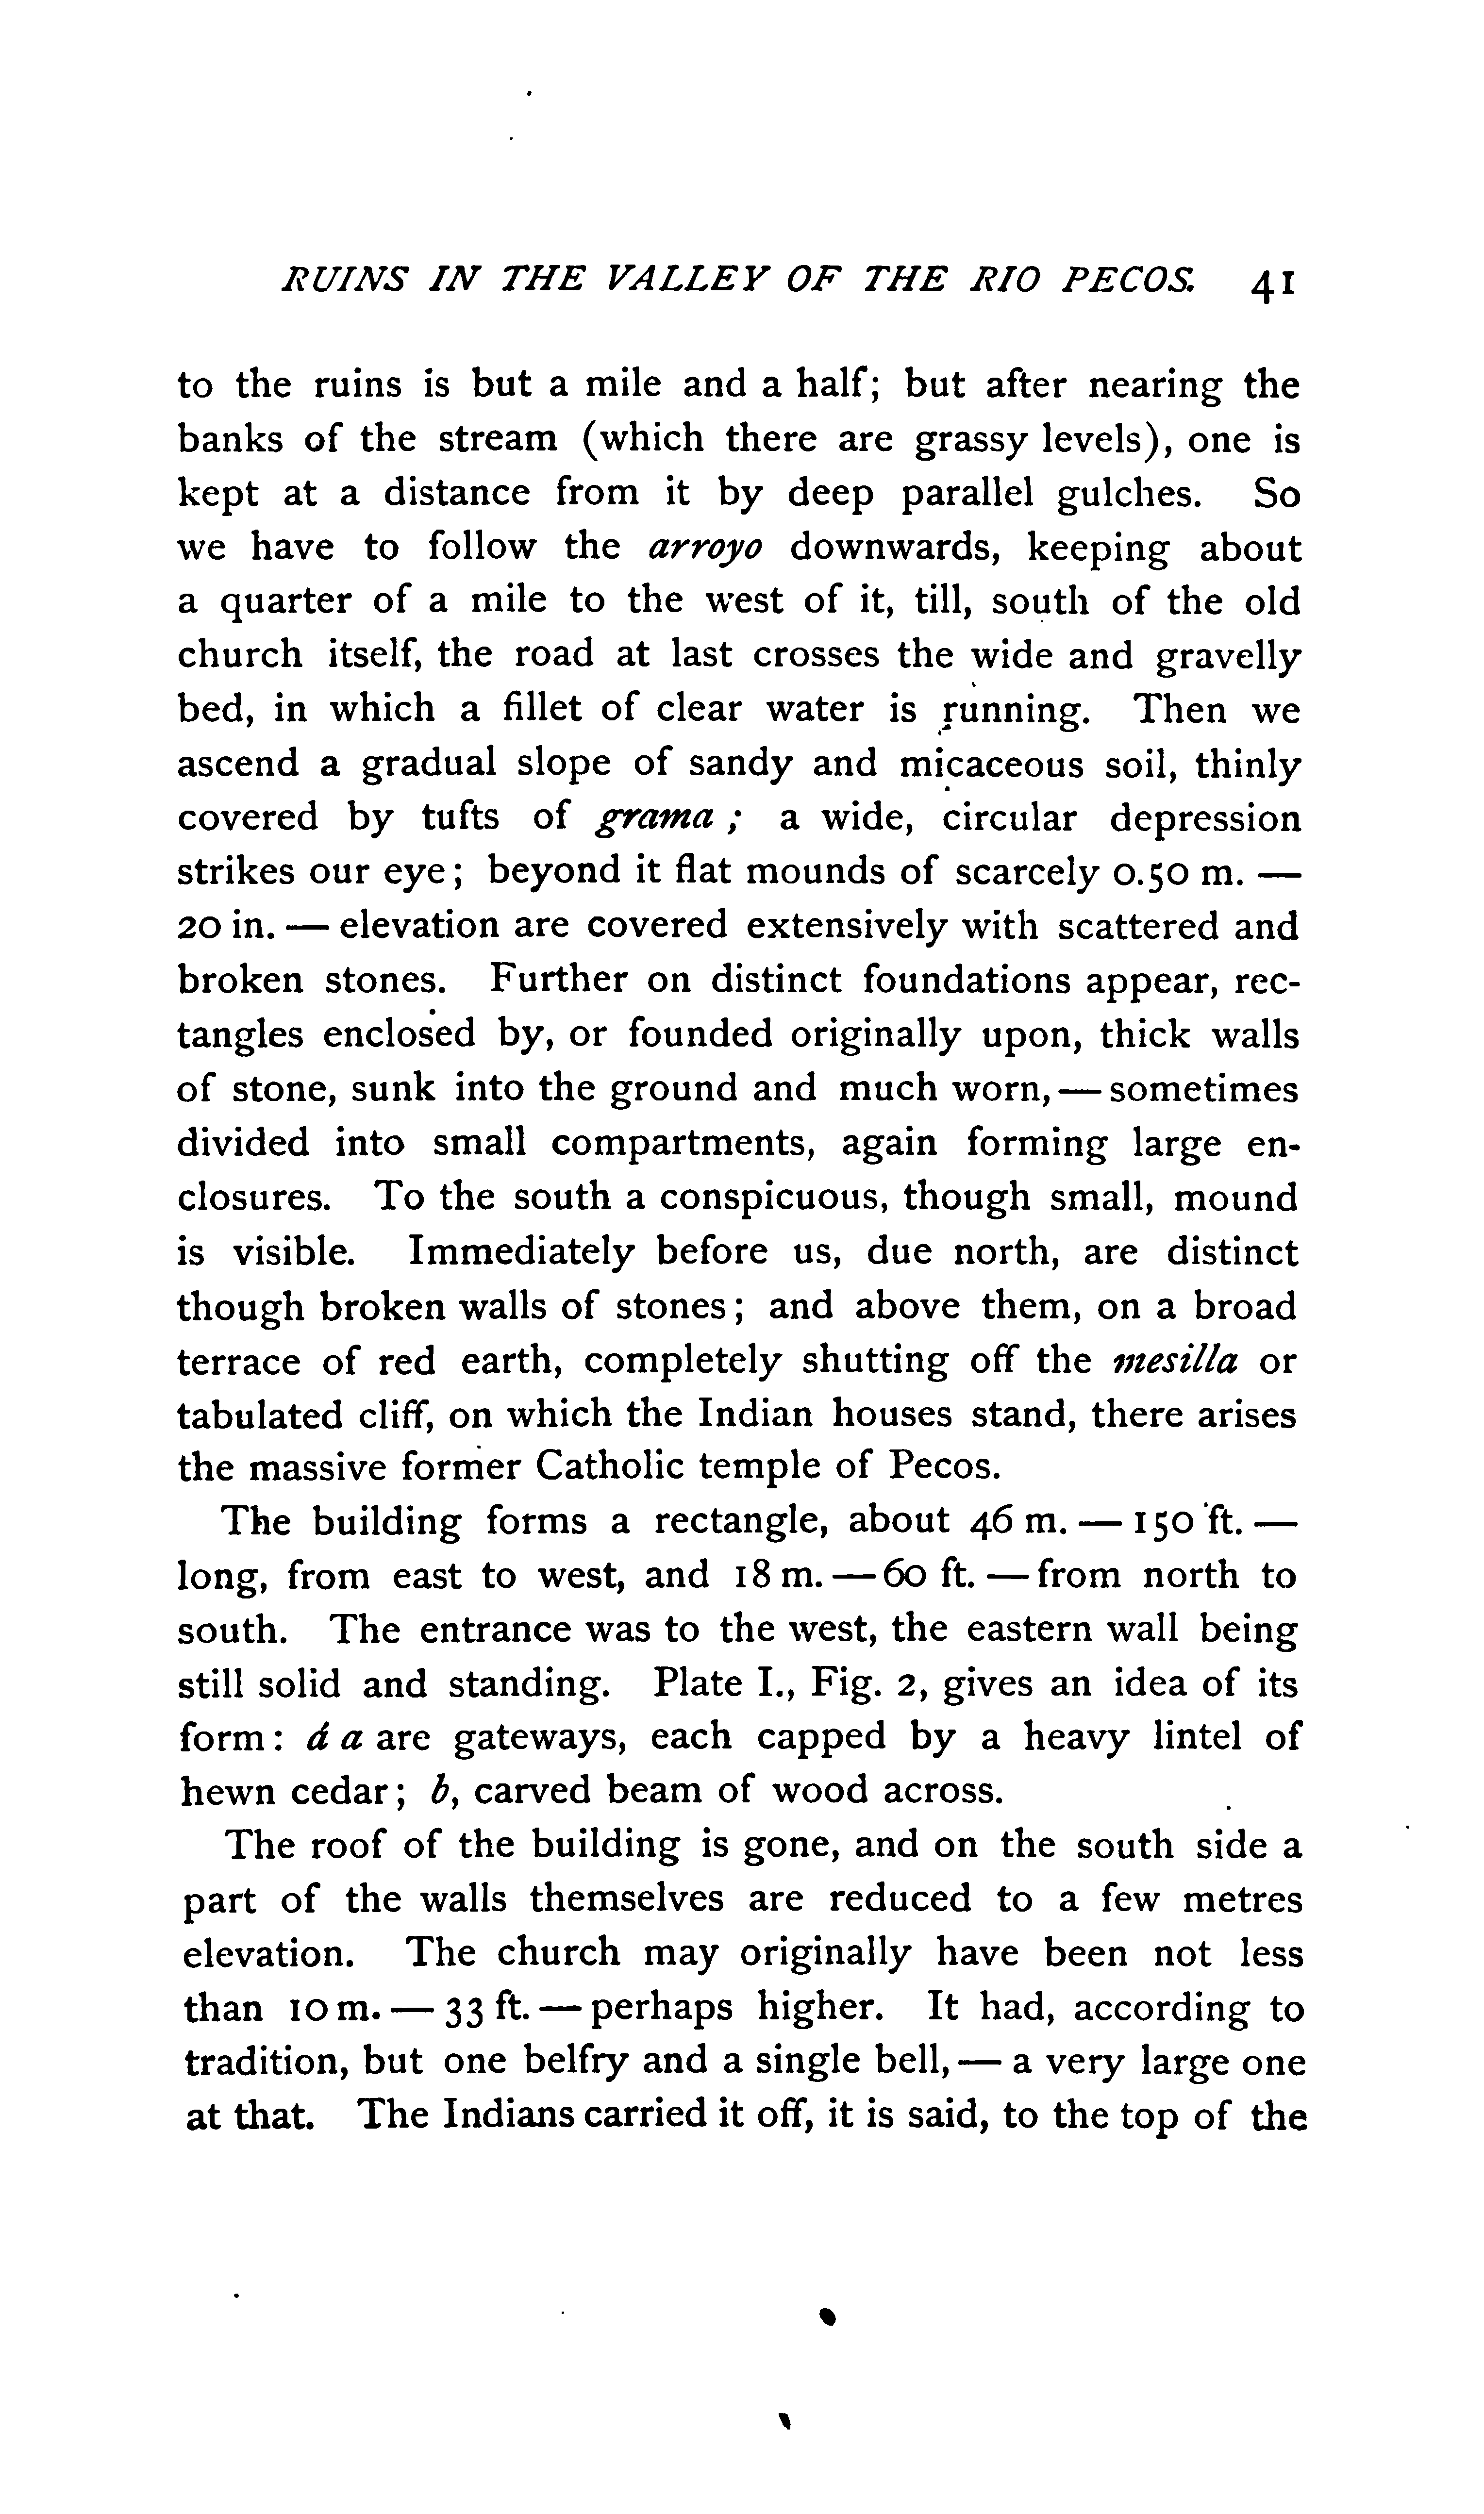 RUINS IN THE VALLEY OF THE RIO PECOS. 41
to the ruins is but a mile and a half; but after nearing the
banks of the stream (which there are grassy levels), one is
kept at a distance from it by deep parallel gulches. So
we have to follow the arroyo downwards, keeping about
a quarter of a mile to the west of it, till, south of the old
church itself, the road at last crosses the wide and gravelly
bed, in which a fillet of clear water is running. Then we
ascend a gradual slope of sandy and micaceous soil, thinly
covered by tufts of grama; a wide, circular depression
strikes our eye; beyond it flat mounds of scarcely 0.50 m. —
20 in. — elevation are covered extensively with scattered and
broken stones. Further on distinct foundations appear, rec-
tangles enclosed by, or founded originally upon, thick walls
of stone, sunk into the ground and much worn, — sometimes
divided into small compartments, again forming large en-
closures. To the south a conspicuous, though small, mound
is visible. Immediately before us, due north, are distinct
though broken walls of stones; and above them, on a broad
terrace of red earth, completely shutting off the mesilla or
tabulated cliff, on which the Indian houses stand, there arises
the massive former Catholic temple of Pecos.
The building forms a rectangle, about 46 m. — 150 ft. —
long, from east to west, and 18 m. — 60 ft. — from north to
south. The entrance was to the west, the eastern wall being
still solid and standing. Plate I., Fig. 2, gives an idea of its
form: d a are gateways, each capped by a heavy lintel of
hewn cedar; b, carved beam of wood across.
The roof of the building is gone, and on the south side a
part of the walls themselves are reduced to a few metres
elevation. The church may originally have been not less
than 10 m. — 33 ft. — perhaps higher. It had, according to
tradition, but one belfry and a single bell, — a very large one
at that. The Indians carried it off, it is said, to the top of the